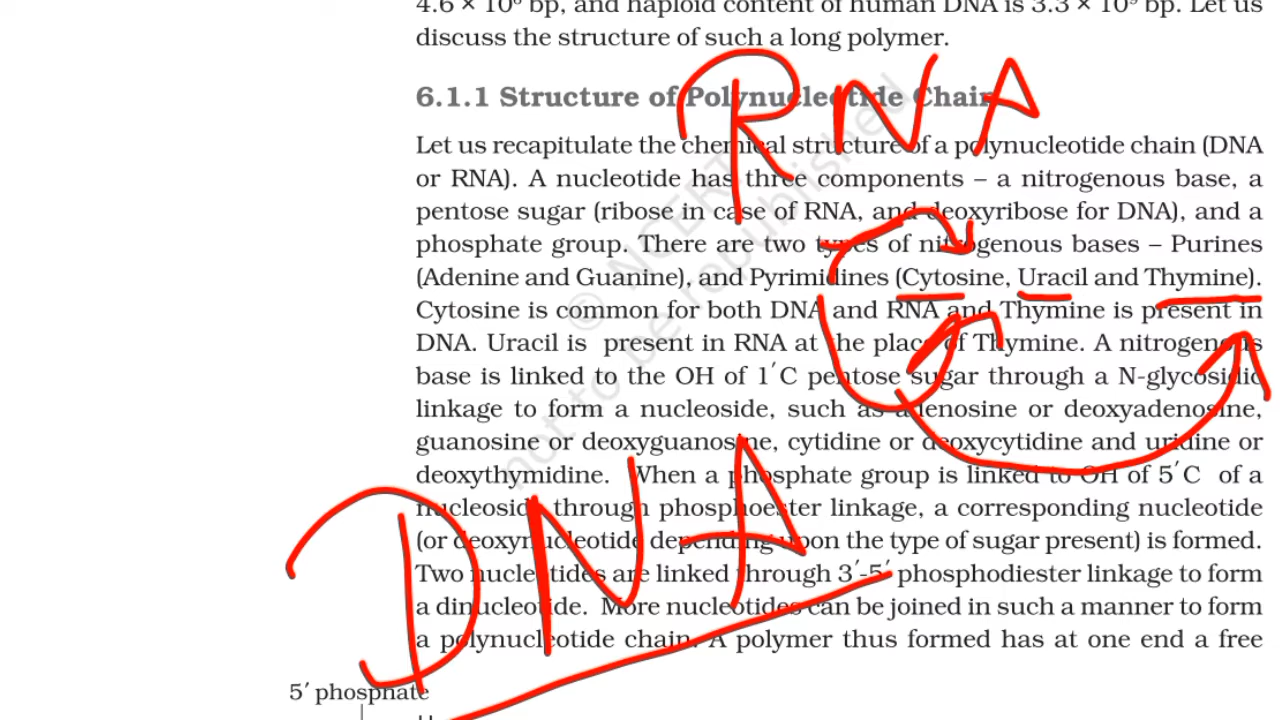 4.6 × 10⁶ bp, and haploid content of human DNA is 3.3 × 10⁹ bp. Let us
discuss the structure of such a long polymer.
RNA
6.1.1 Structure of Polynucleotide Chain
Let us recapitulate the chemical structure of a polynucleotide chain (DNA
or RNA). A nucleotide has three components – a nitrogenous base, a
pentose sugar (ribose in case of RNA, and deoxyribose for DNA), and a
phosphate group. There are two types of nitrogenous bases – Purines
(Adenine and Guanine), and Pyrimidines (Cytosine, Uracil and Thymine).
Cytosine is common for both DNA and RNA and Thymine is present in
DNA. Uracil is present in RNA at the place of Thymine. A nitrogenous
base is linked to the OH of 1′C pentose sugar through a N-glycosidic
linkage to form a nucleoside, such as adenosine or deoxyadenosine,
guanosine or deoxyguanosine, cytidine or deoxycytidine and uridine or
deoxythymidine. When a phosphate group is linked to OH of 5′C of a
nucleoside through phosphoester linkage, a corresponding nucleotide
(or deoxynucleotide depending upon the type of sugar present) is formed.
Two nucleotides are linked through 3′-5′ phosphodiester linkage to form
a dinucleotide. More nucleotides can be joined in such a manner to form
a polynucleotide chain. A polymer thus formed has at one end a free
DNA
5′ phosphate
© NCERT
not to be republished